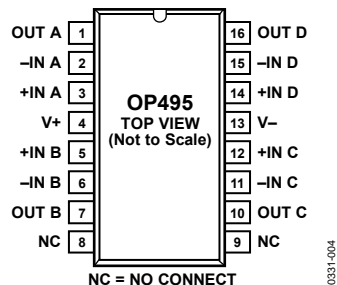 OUT A 1 16 OUT D
–IN A 2 15 –IN D
+IN A 3 14 +IN D
OP495
V+ 4 TOP VIEW 13 V–
(Not to Scale)
+IN B 5 12 +IN C
–IN B 6 11 –IN C
OUT B 7 10 OUT C
NC 8 9 NC
NC = NO CONNECT
0331-004